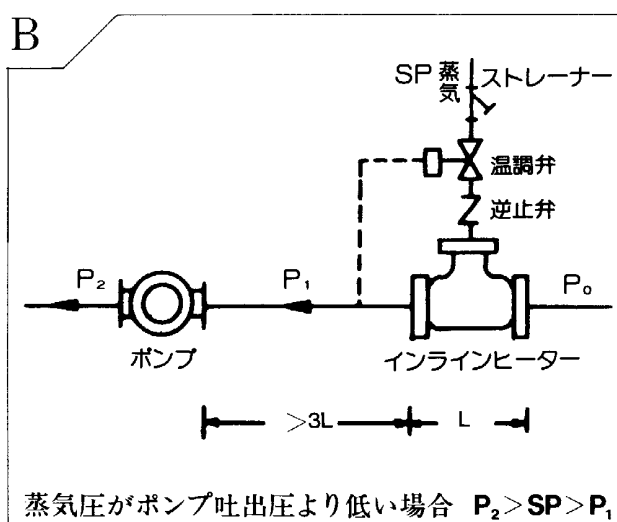 B
SP 蒸気 ストレーナー
温調弁
逆止弁
P₂ P₁ P₀
ポンプ インラインヒーター
>3L L
蒸気圧がポンプ吐出圧より低い場合 P₂>SP>P₁